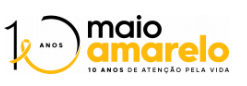 10 ANOS
maio
amarelo
10 ANOS DE ATENÇÃO PELA VIDA